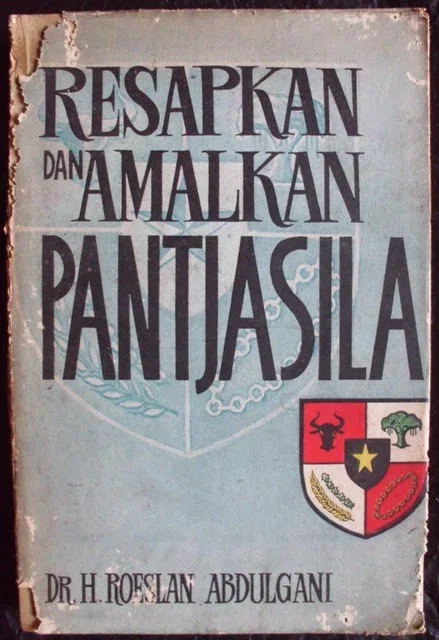 RESAPKAN
DAN AMALKAN
PANTJASILA
DR. H. ROESLAN ABDULGANI